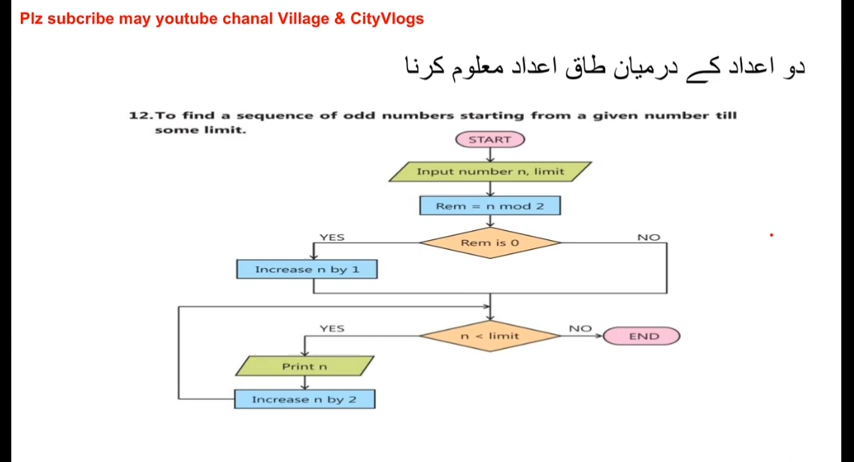 Plz subcribe may youtube chanal Village & CityVlogs
دو اعداد کے درمیان طاق اعداد معلوم کرنا
12.To find a sequence of odd numbers starting from a given number till
some limit.
START
Input number n, limit
Rem = n mod 2
YES
Rem is 0
NO
Increase n by 1
YES
n < limit
NO
END
Print n
Increase n by 2